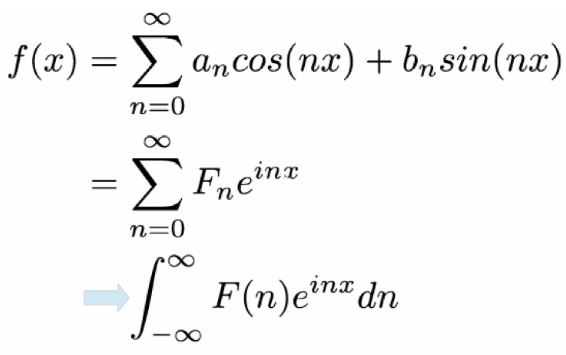 f(x) = ∑_{n=0}^{∞} a_n cos(nx) + b_n sin(nx)
= ∑_{n=0}^{∞} F_n e^{inx}
∫_{-∞}^{∞} F(n)e^{inx} dn